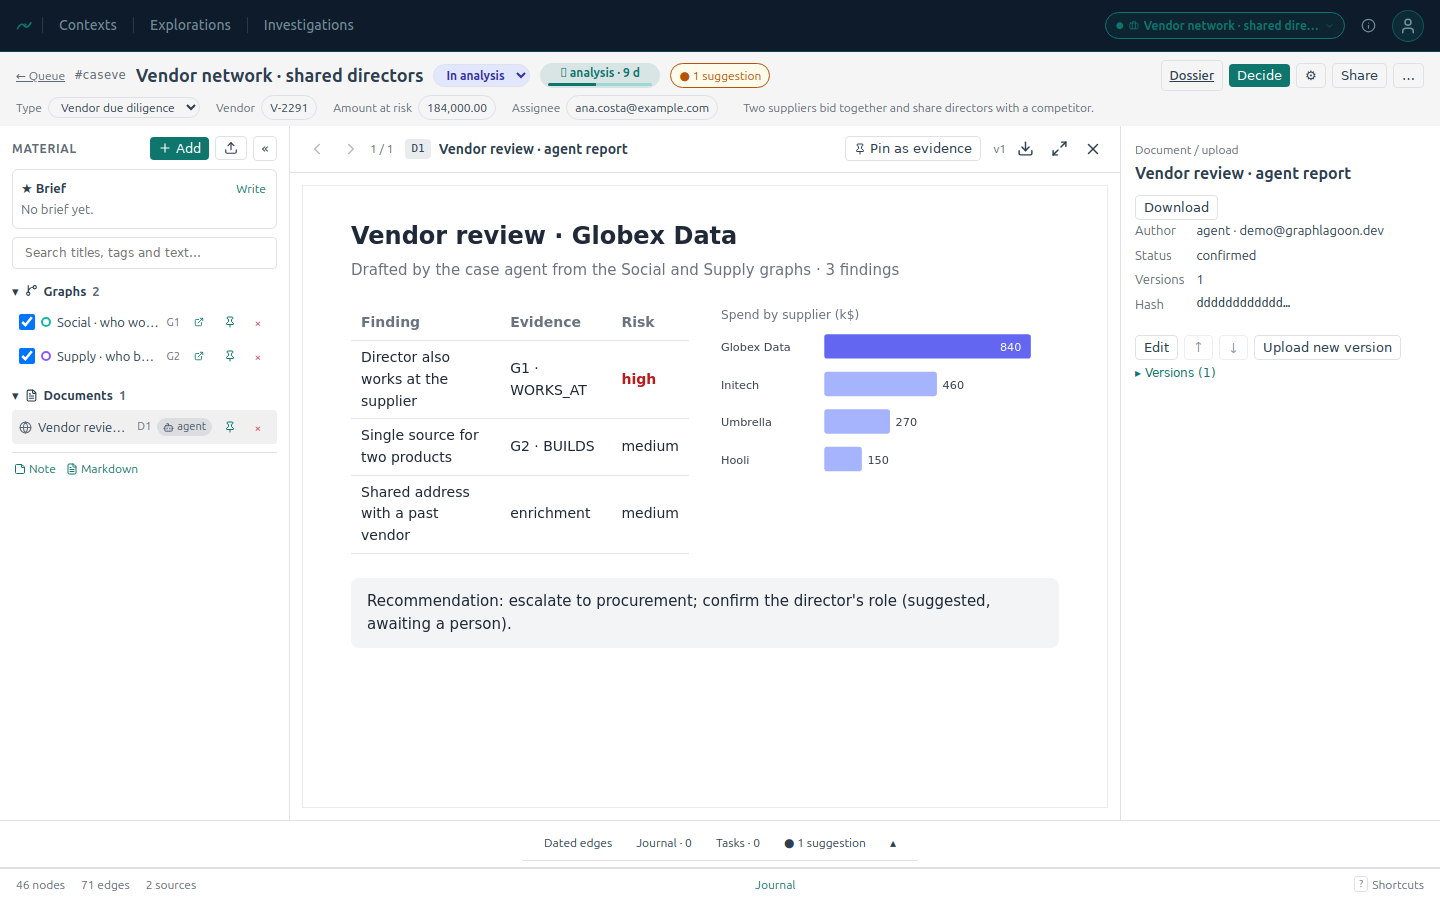 Contexts
Explorations
Investigations
Vendor network · shared dire...
← Queue
#caseve
Vendor network · shared directors
In analysis
analysis · 9 d
1 suggestion
Dossier
Decide
Share
...
Type
Vendor due diligence
Vendor
V-2291
Amount at risk
184,000.00
Assignee
ana.costa@example.com
Two suppliers bid together and share directors with a competitor.
MATERIAL
+ Add
«
★ Brief
Write
No brief yet.
Search titles, tags and text...
Graphs 2
Social · who wo...
G1
Supply · who b...
G2
Documents 1
Vendor revie...
D1
agent
Note
Markdown
1 / 1
D1
Vendor review · agent report
Pin as evidence
v1
Vendor review · Globex Data
Drafted by the case agent from the Social and Supply graphs · 3 findings
Finding
Evidence
Risk
Director also
works at the
supplier
G1 ·
WORKS_AT
high
Single source for
two products
G2 · BUILDS
medium
Shared address
with a past
vendor
enrichment
medium
Spend by supplier (k$)
Globex Data
840
Initech
460
Umbrella
270
Hooli
150
Recommendation: escalate to procurement; confirm the director's role (suggested,
awaiting a person).
Document / upload
Vendor review · agent report
Download
Author
agent · demo@graphlagoon.dev
Status
confirmed
Versions
1
Hash
dddddddddddd…
Edit
↑
↓
Upload new version
▸ Versions (1)
Dated edges
Journal · 0
Tasks · 0
1 suggestion
▲
46 nodes
71 edges
2 sources
Journal
? Shortcuts